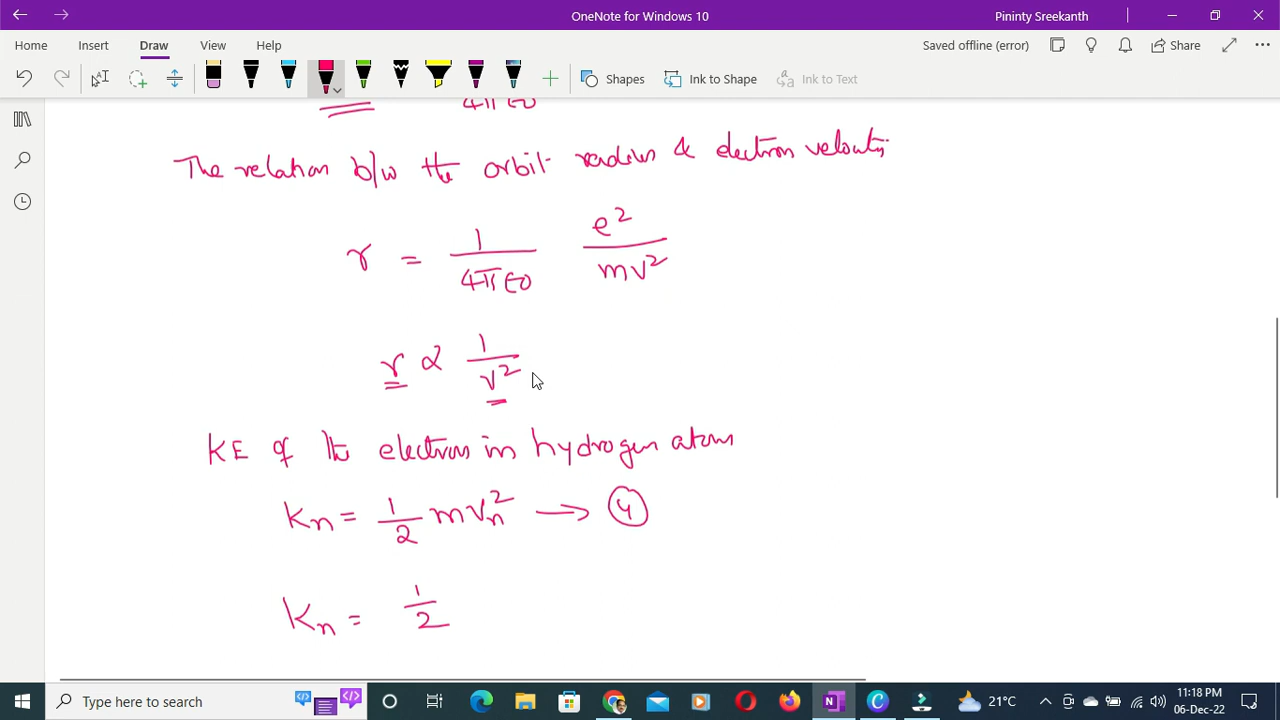 OneNote for Windows 10
Pininty Sreekanth
Home Insert Draw View Help
Saved offline (error)
Share
Shapes
Ink to Shape
Ink to Text
4πε0
The relation b/w the orbit radius & electron velocity
r = 1/4πε0 e²/mv²
r ∝ 1/v²
KE of the electron in hydrogen atom
Kn = 1/2 mvn² → 4
Kn = 1/2
Type here to search
21°C
11:18 PM
06-Dec-22